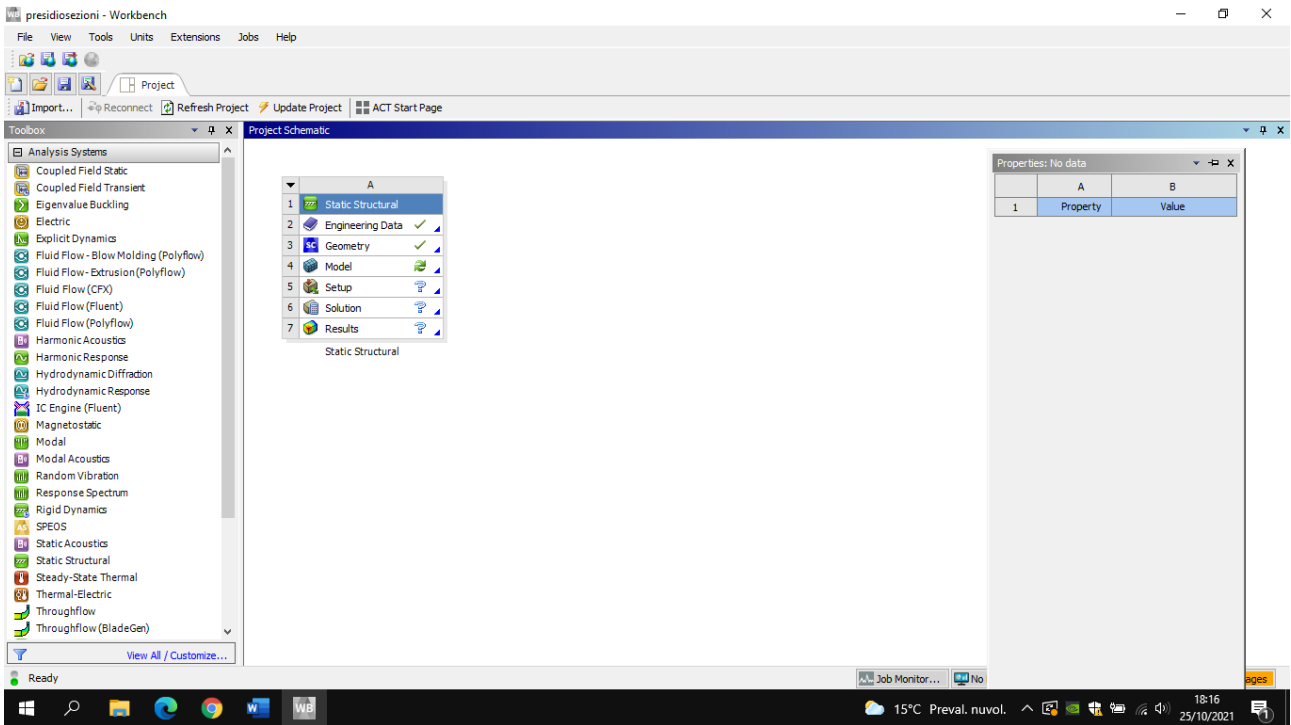 presidiosezioni - Workbench
File View Tools Units Extensions Jobs Help
Project
Import... Reconnect Refresh Project Update Project ACT Start Page
Toolbox
Project Schematic
Analysis Systems
Coupled Field Static
Coupled Field Transient
Eigenvalue Buckling
Electric
Explicit Dynamics
Fluid Flow - Blow Molding (Polyflow)
Fluid Flow - Extrusion (Polyflow)
Fluid Flow (CFX)
Fluid Flow (Fluent)
Fluid Flow (Polyflow)
Harmonic Acoustics
Harmonic Response
Hydrodynamic Diffraction
Hydrodynamic Response
IC Engine (Fluent)
Magnetostatic
Modal
Modal Acoustics
Random Vibration
Response Spectrum
Rigid Dynamics
SPEOS
Static Acoustics
Static Structural
Steady-State Thermal
Thermal-Electric
Throughflow
Throughflow (BladeGen)
View All / Customize...
A
1 Static Structural
2 Engineering Data
3 SC Geometry
4 Model
5 Setup
6 Solution
7 Results
Static Structural
Properties: No data
A B
1 Property Value
Ready
Job Monitor... No
ages
W WB
15°C Preval. nuvol.
18:16
25/10/2021
1